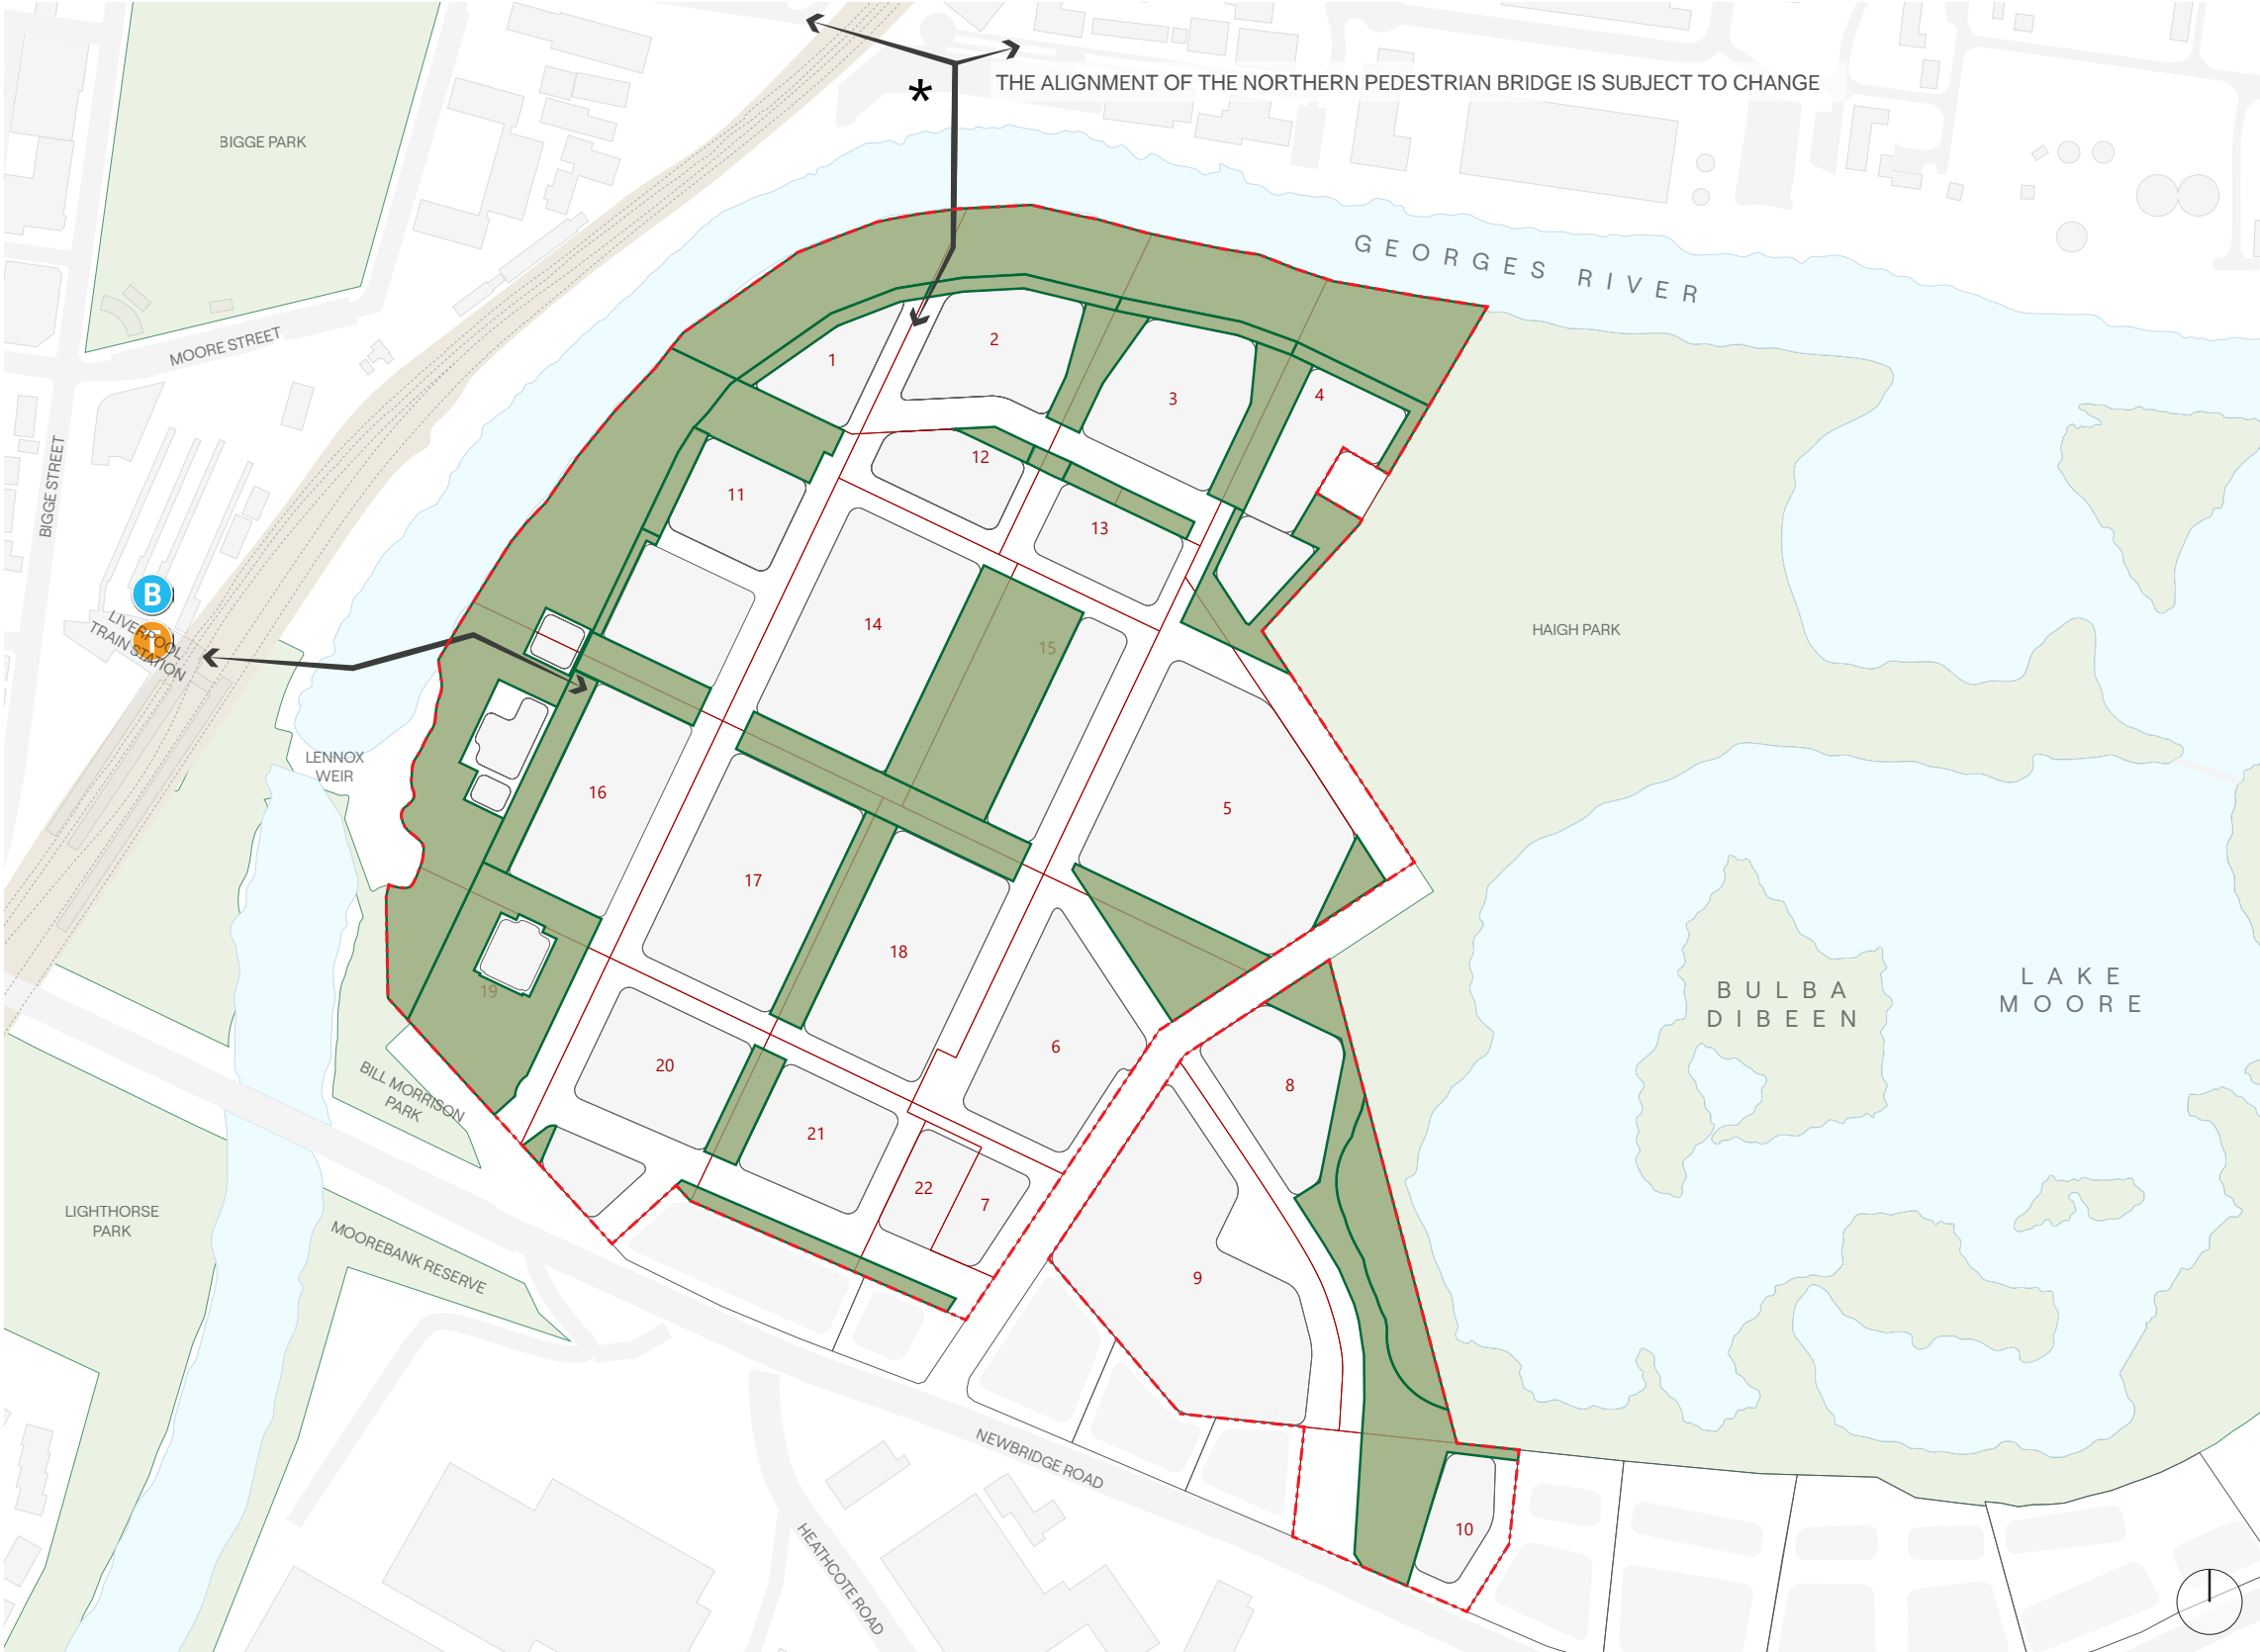 THE ALIGNMENT OF THE NORTHERN PEDESTRIAN BRIDGE IS SUBJECT TO CHANGE
*
BIGGE PARK
GEORGES RIVER
MOORE STREET
1
2
3
4
BIGGE STREET
12
11
13
B
T
LIVERPOOL
TRAIN STATION
14
15
HAIGH PARK
LENNOX
WEIR
16
5
17
18
19
BULBA
DIBEEN
LAKE
MOORE
6
20
8
BILL MORRISON
PARK
21
22
7
LIGHTHORSE
PARK
MOOREBANK RESERVE
9
NEWBRIDGE ROAD
10
HEATHCOTE ROAD